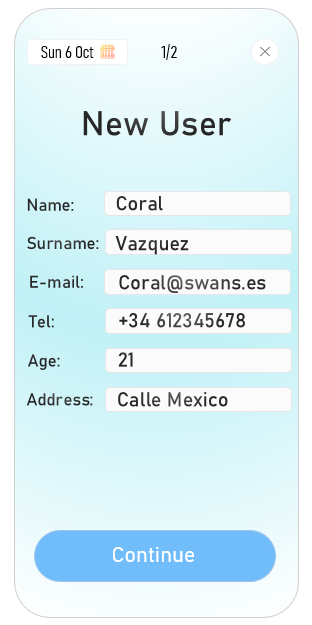 Sun 6 Oct 1/2
New User
Name: Coral
Surname: Vazquez
E-mail: Coral@swans.es
Tel: +34 612345678
Age: 21
Address: Calle Mexico
Continue